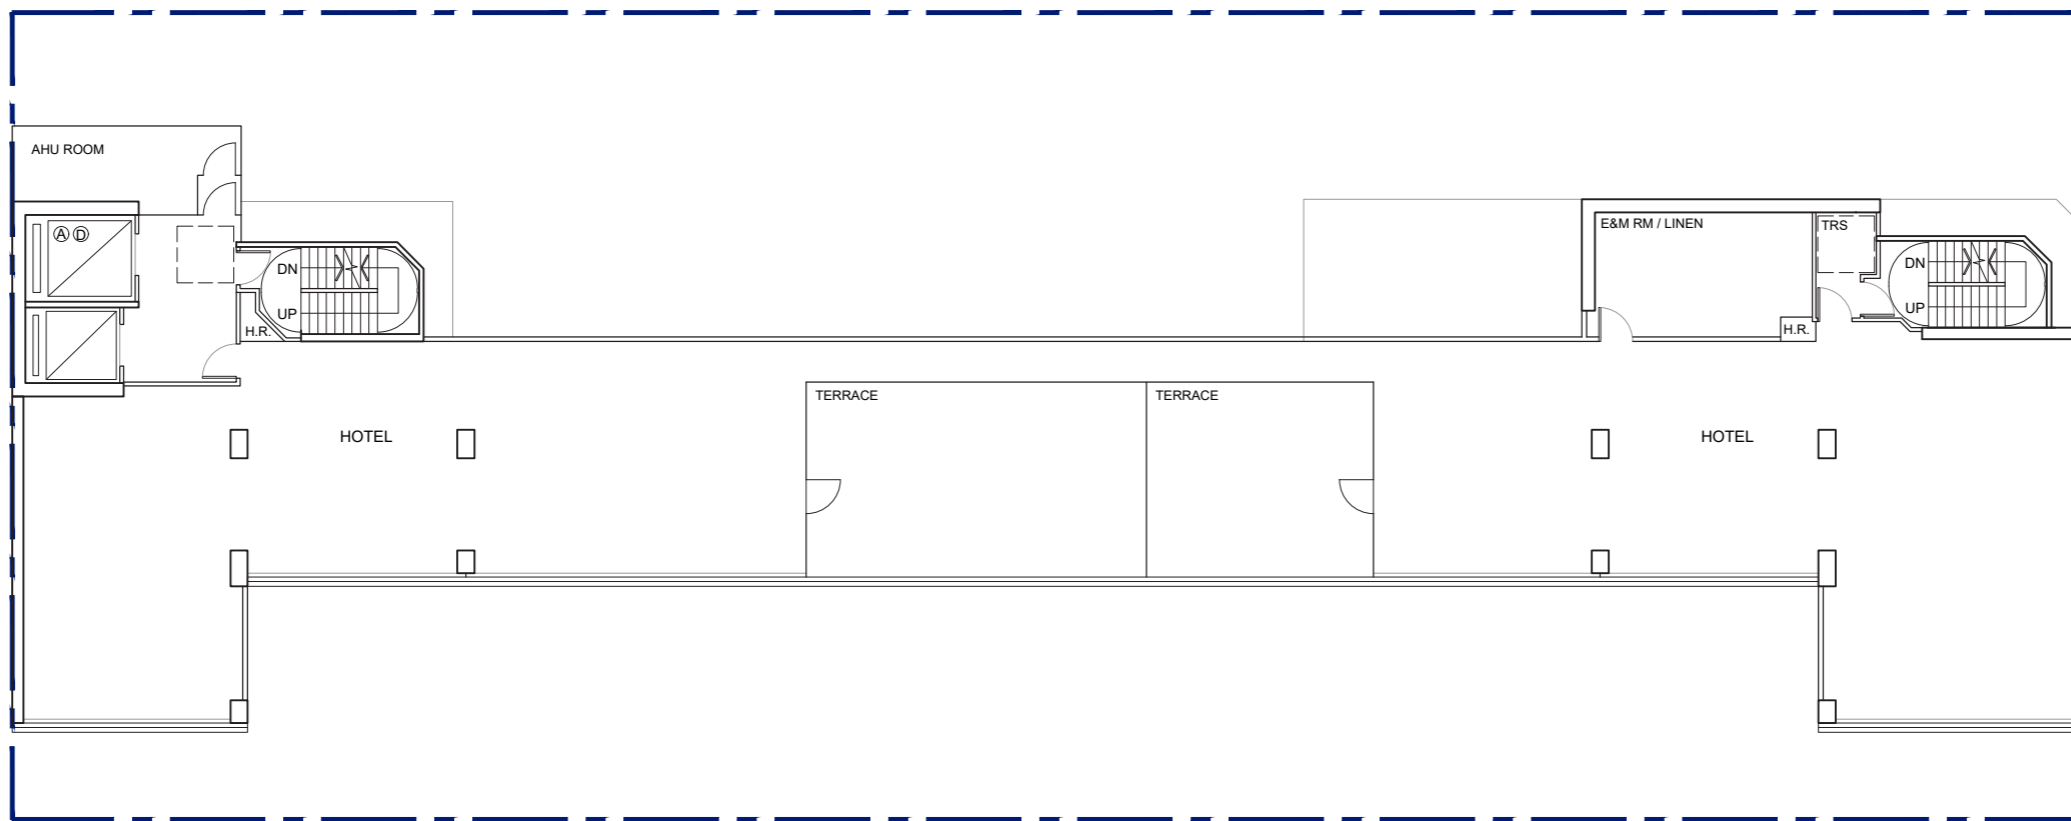 AHU ROOM
E&M RM / LINEN
TRS
Ⓐ Ⓓ
DN
UP
H.R.
DN
UP
H.R.
TERRACE
TERRACE
HOTEL
HOTEL